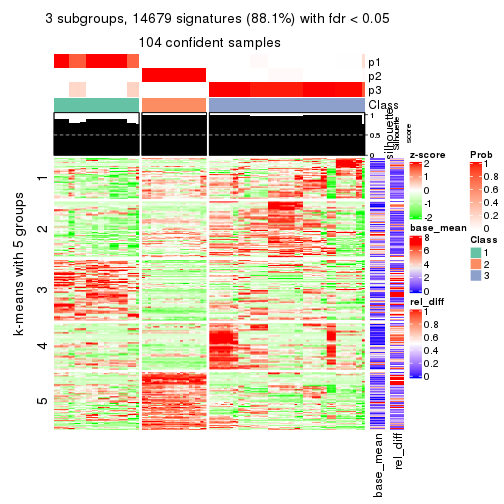 3 subgroups, 14679 signatures (88.1%) with fdr < 0.05
104 confident samples
p1
p2
p3
Class
1
0.5
0
silhouette
Silhouette
score
k-means with 5 groups
1
2
3
4
5
base_mean
rel_diff
z-score
2
1
0
-1
-2
base_mean
8
6
4
2
0
rel_diff
1
0.8
0.6
0.4
0.2
0
Prob
1
0.8
0.6
0.4
0.2
0
Class
1
2
3